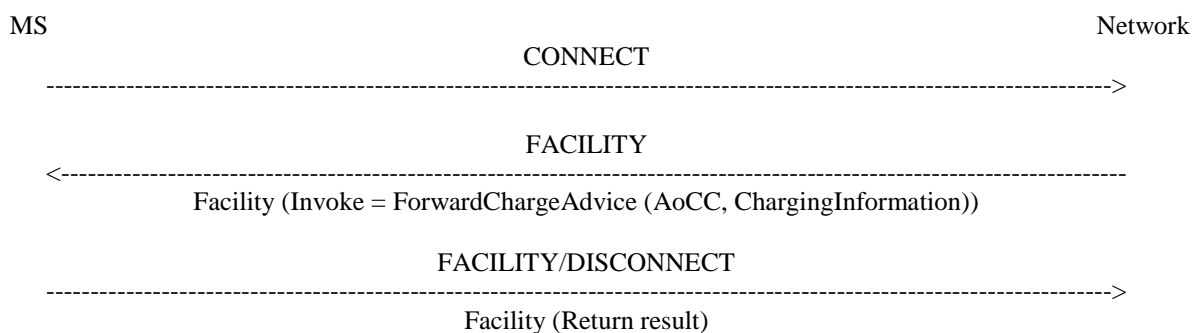 MS Network
CONNECT
------------------------------------------------------------------------------------------------------------------------>
FACILITY
<------------------------------------------------------------------------------------------------------------------------
Facility (Invoke = ForwardChargeAdvice (AoCC, ChargingInformation))
FACILITY/DISCONNECT
------------------------------------------------------------------------------------------------------------------------>
Facility (Return result)